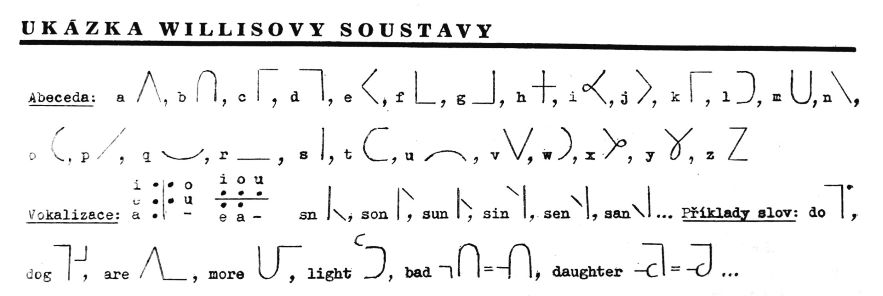 UKÁZKA WILLISOVY SOUSTAVY
Abeceda: a , b , c , d , e , f , g , h , i , j , k , l , m , n ,
o , p , q , r , s , t , u , v , w , x , y , z
i o i o u
e u
Vokalizace: a - e a - sn , son , sun , sin , sen , san ... Příklady slov: do ,
dog , are , more , light , bad = , daughter = ...